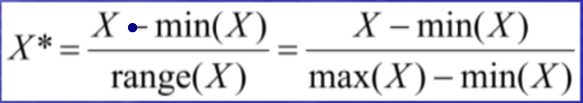 X* = (X − min(X)) / range(X) = (X − min(X)) / (max(X) − min(X))